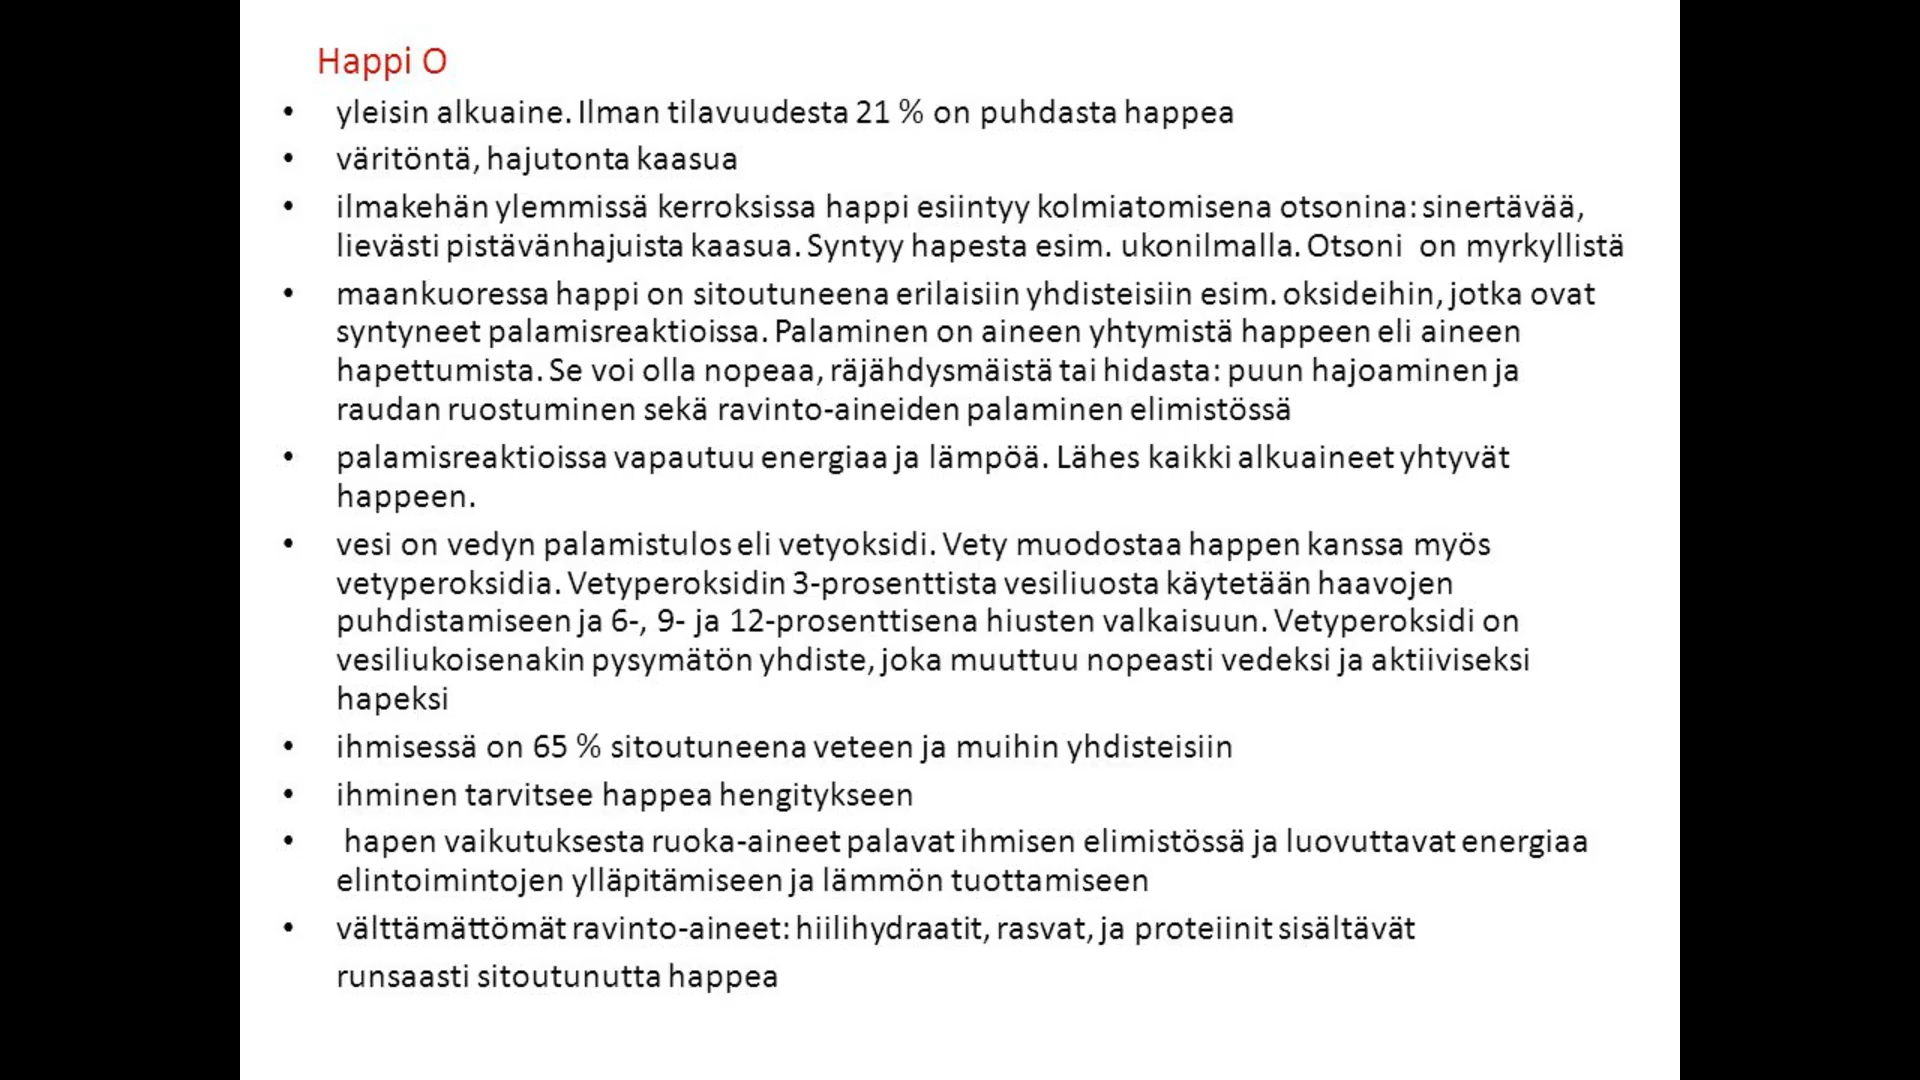 Happi O
• yleisin alkuaine. Ilman tilavuudesta 21 % on puhdasta happea
• väritöntä, hajutonta kaasua
• ilmakehän ylemmissä kerroksissa happi esiintyy kolmiatomisena otsonina: sinertävää,
lievästi pistävänhajuista kaasua. Syntyy hapesta esim. ukonilmalla. Otsoni on myrkyllistä
• maankuoressa happi on sitoutuneena erilaisiin yhdisteisiin esim. oksideihin, jotka ovat
syntyneet palamisreaktioissa. Palaminen on aineen yhtymistä happeen eli aineen
hapettumista. Se voi olla nopeaa, räjähdysmäistä tai hidasta: puun hajoaminen ja
raudan ruostuminen sekä ravinto-aineiden palaminen elimistössä
• palamisreaktioissa vapautuu energiaa ja lämpöä. Lähes kaikki alkuaineet yhtyvät
happeen.
• vesi on vedyn palamistulos eli vetyoksidi. Vety muodostaa happen kanssa myös
vetyperoksidia. Vetyperoksidin 3-prosenttista vesiliuosta käytetään haavojen
puhdistamiseen ja 6-, 9- ja 12-prosenttisena hiusten valkaisuun. Vetyperoksidi on
vesiliukoisenakin pysymätön yhdiste, joka muuttuu nopeasti vedeksi ja aktiiviseksi
hapeksi
• ihmisessä on 65 % sitoutuneena veteen ja muihin yhdisteisiin
• ihminen tarvitsee happea hengitykseen
• hapen vaikutuksesta ruoka-aineet palavat ihmisen elimistössä ja luovuttavat energiaa
elintoimintojen ylläpitämiseen ja lämmön tuottamiseen
• välttämättömät ravinto-aineet: hiilihydraatit, rasvat, ja proteiinit sisältävät
runsaasti sitoutunutta happea